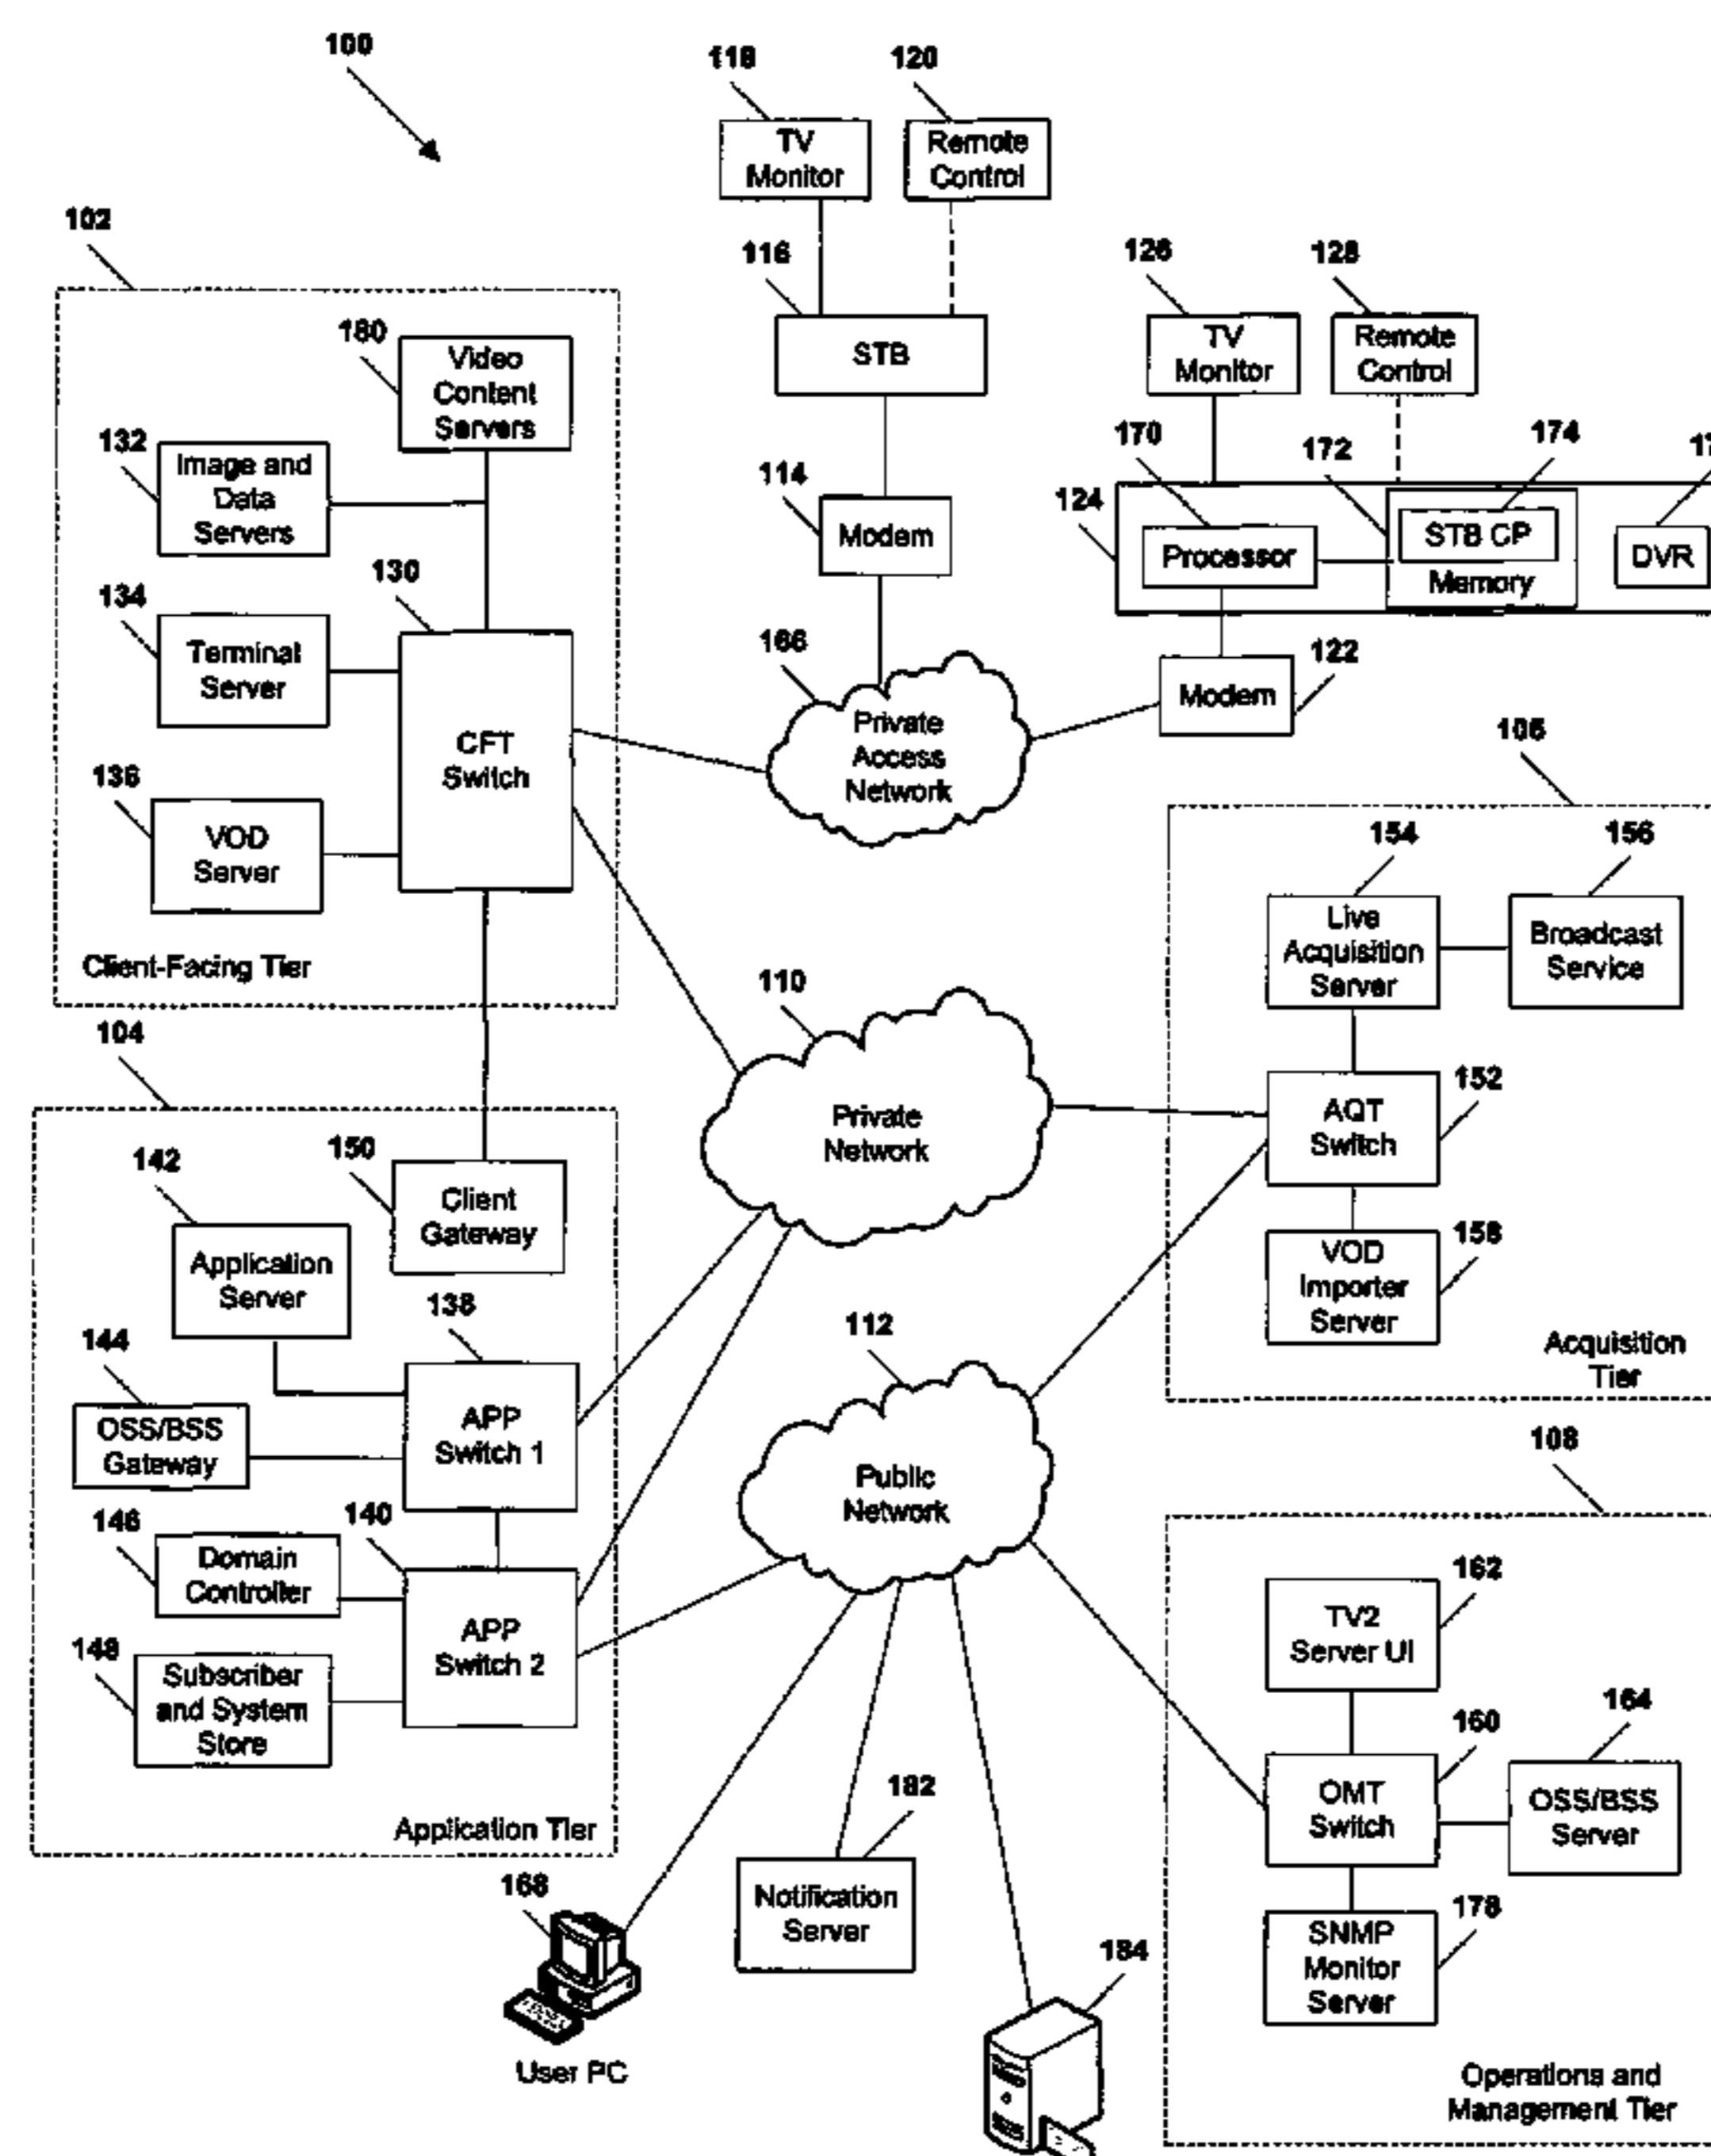 100
118
120
TV
Monitor
Remote
Control
102
116
126
128
180
Video
Content
Servers
STB
TV
Monitor
Remote
Control
132
Image and
Data
Servers
114
Modem
170
172
174
124
Processor
STB CP
Memory
DVR
134
130
Terminal
Server
166
122
Modem
CFT
Switch
Private
Access
Network
106
136
VOD
Server
154
156
Live
Acquisition
Server
Broadcast
Service
Client-Facing Tier
110
104
152
AQT
Switch
Private
Network
142
150
Client
Gateway
Application
Server
158
VOD
Importer
Server
138
144
112
Acquisition
Tier
OSS/BSS
Gateway
APP
Switch 1
108
Public
Network
146
140
Domain
Controller
162
TV2
Server UI
148
APP
Switch 2
Subscriber
and System
Store
164
160
182
OMT
Switch
OSS/BSS
Server
Application Tier
168
Notification
Server
178
SNMP
Monitor
Server
184
User PC
Operations and
Management Tier